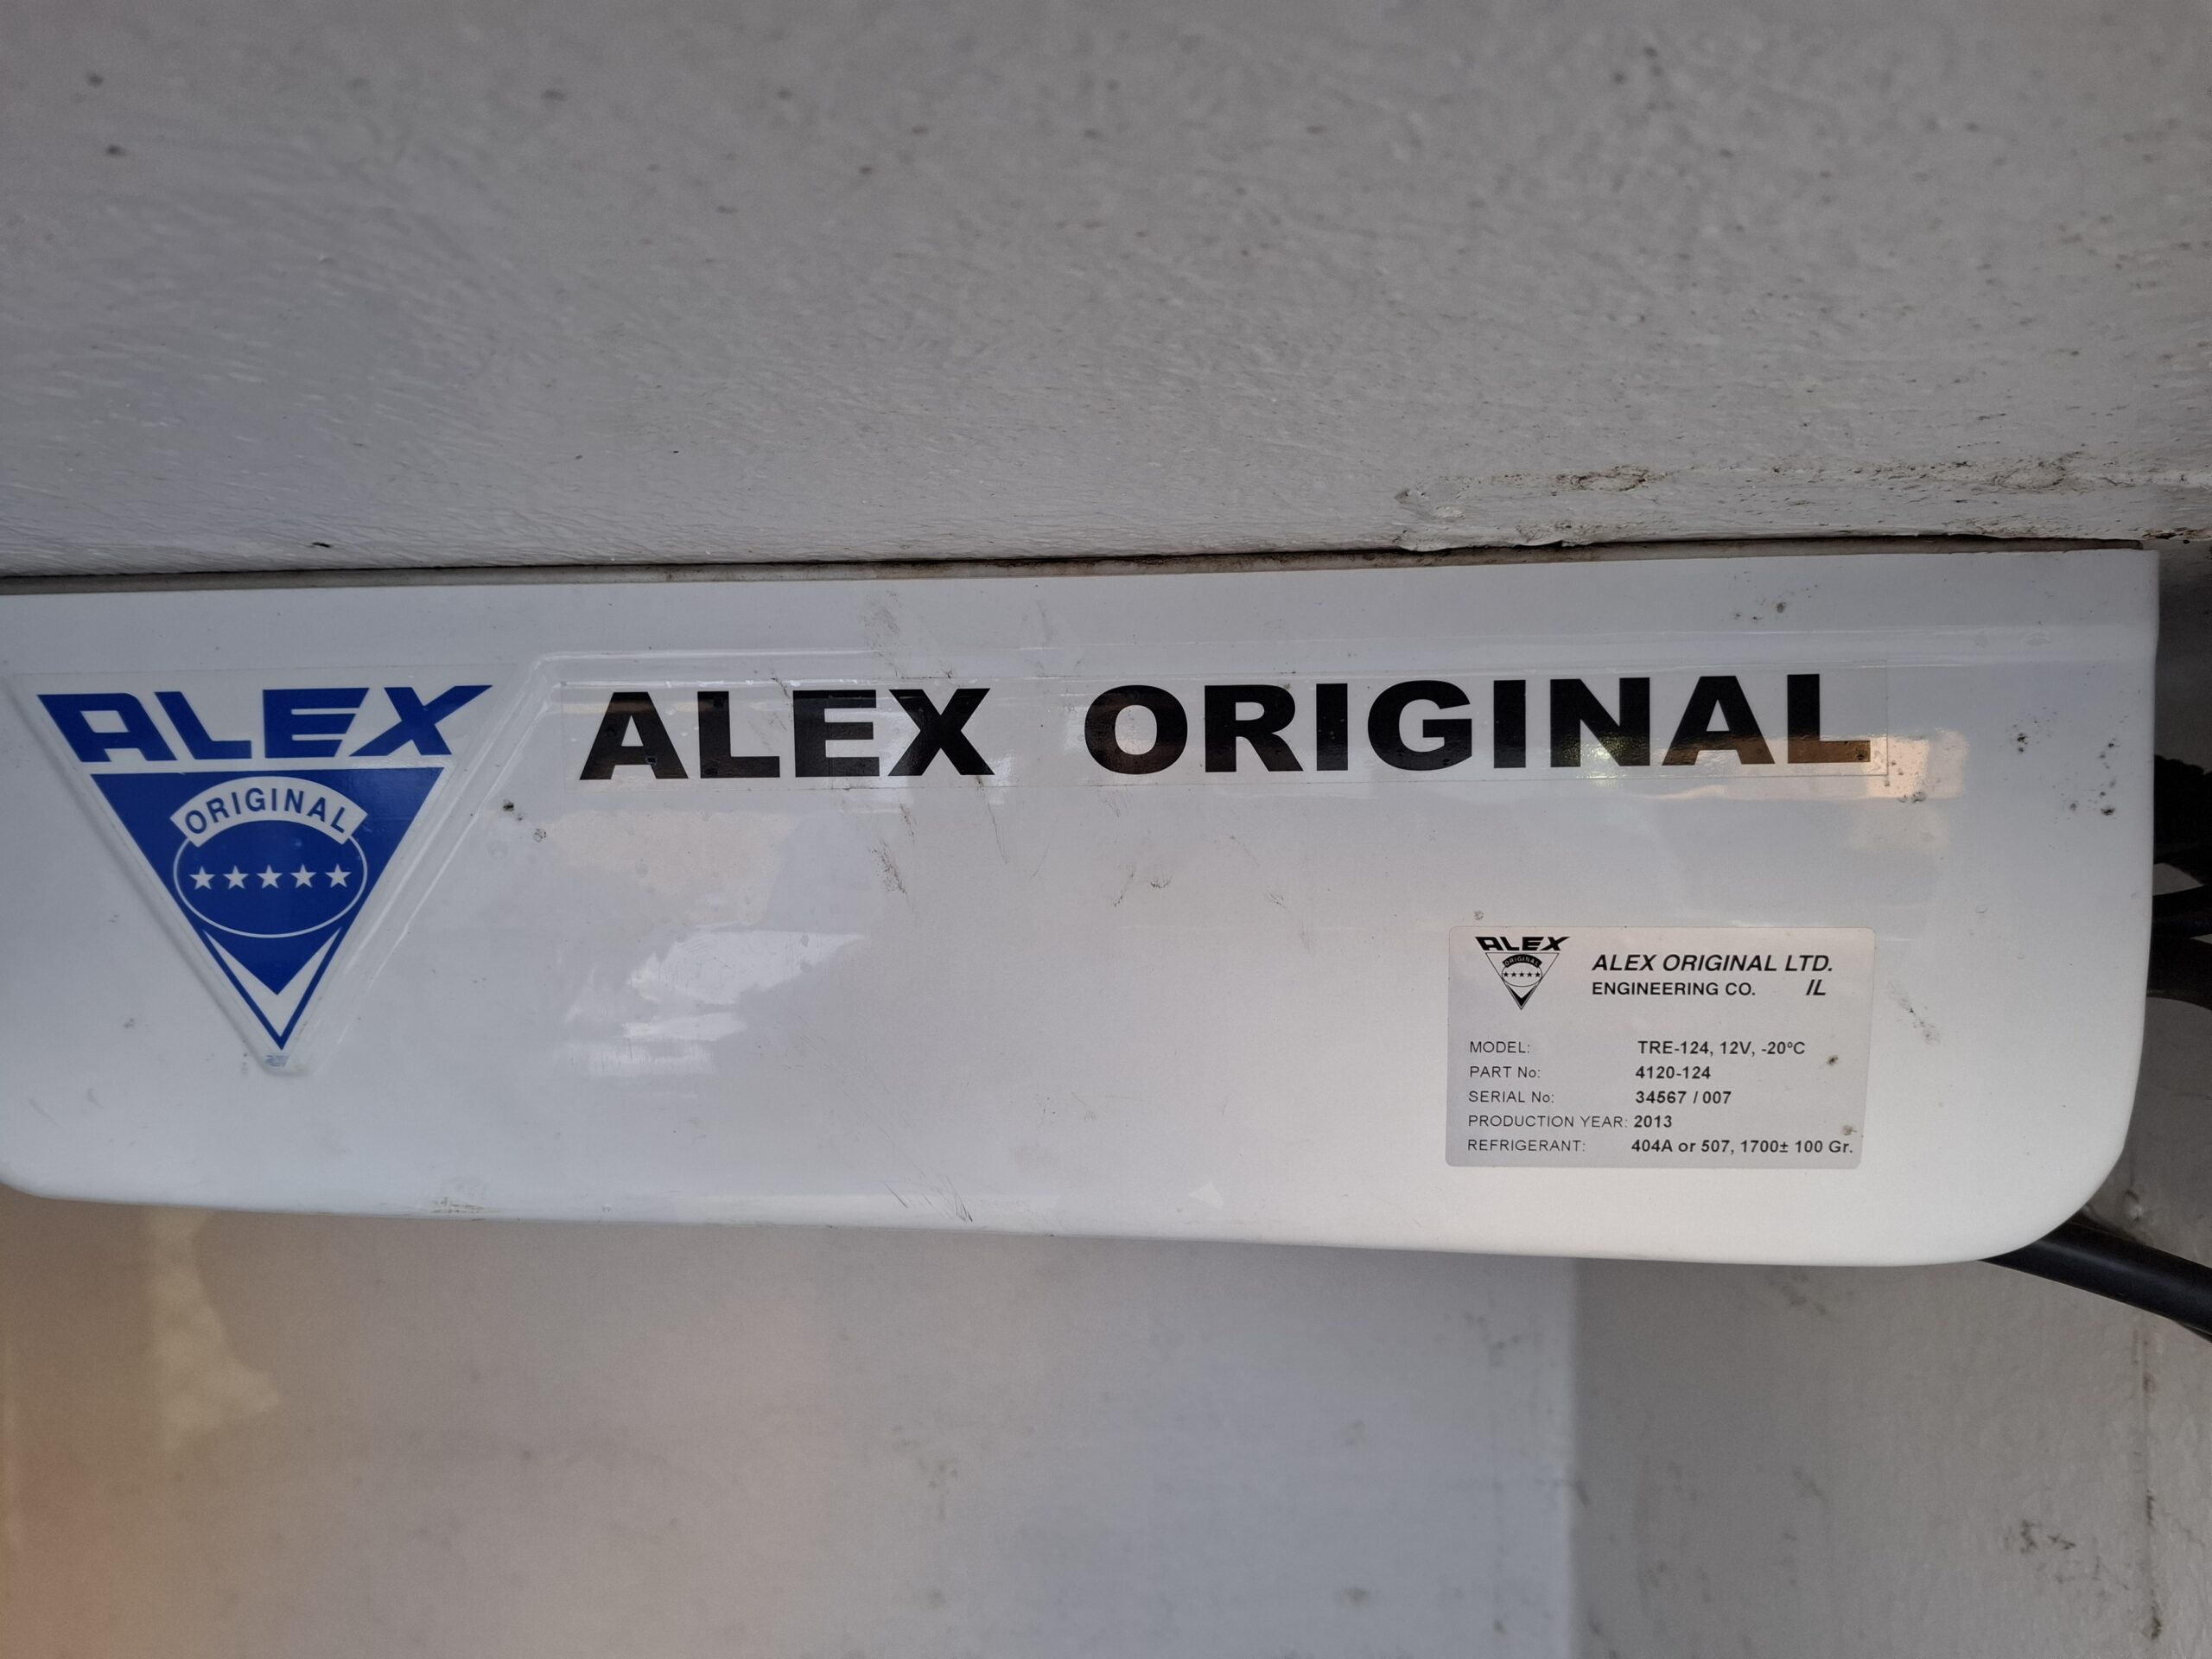 ALEX
ORIGINAL
ALEX ORIGINAL
ALEX
ORIGINAL
ALEX ORIGINAL LTD.
ENGINEERING CO. IL
MODEL: TRE-124, 12V, -20°C
PART No: 4120-124
SERIAL No: 34567 / 007
PRODUCTION YEAR: 2013
REFRIGERANT: 404A or 507, 1700± 100 Gr.